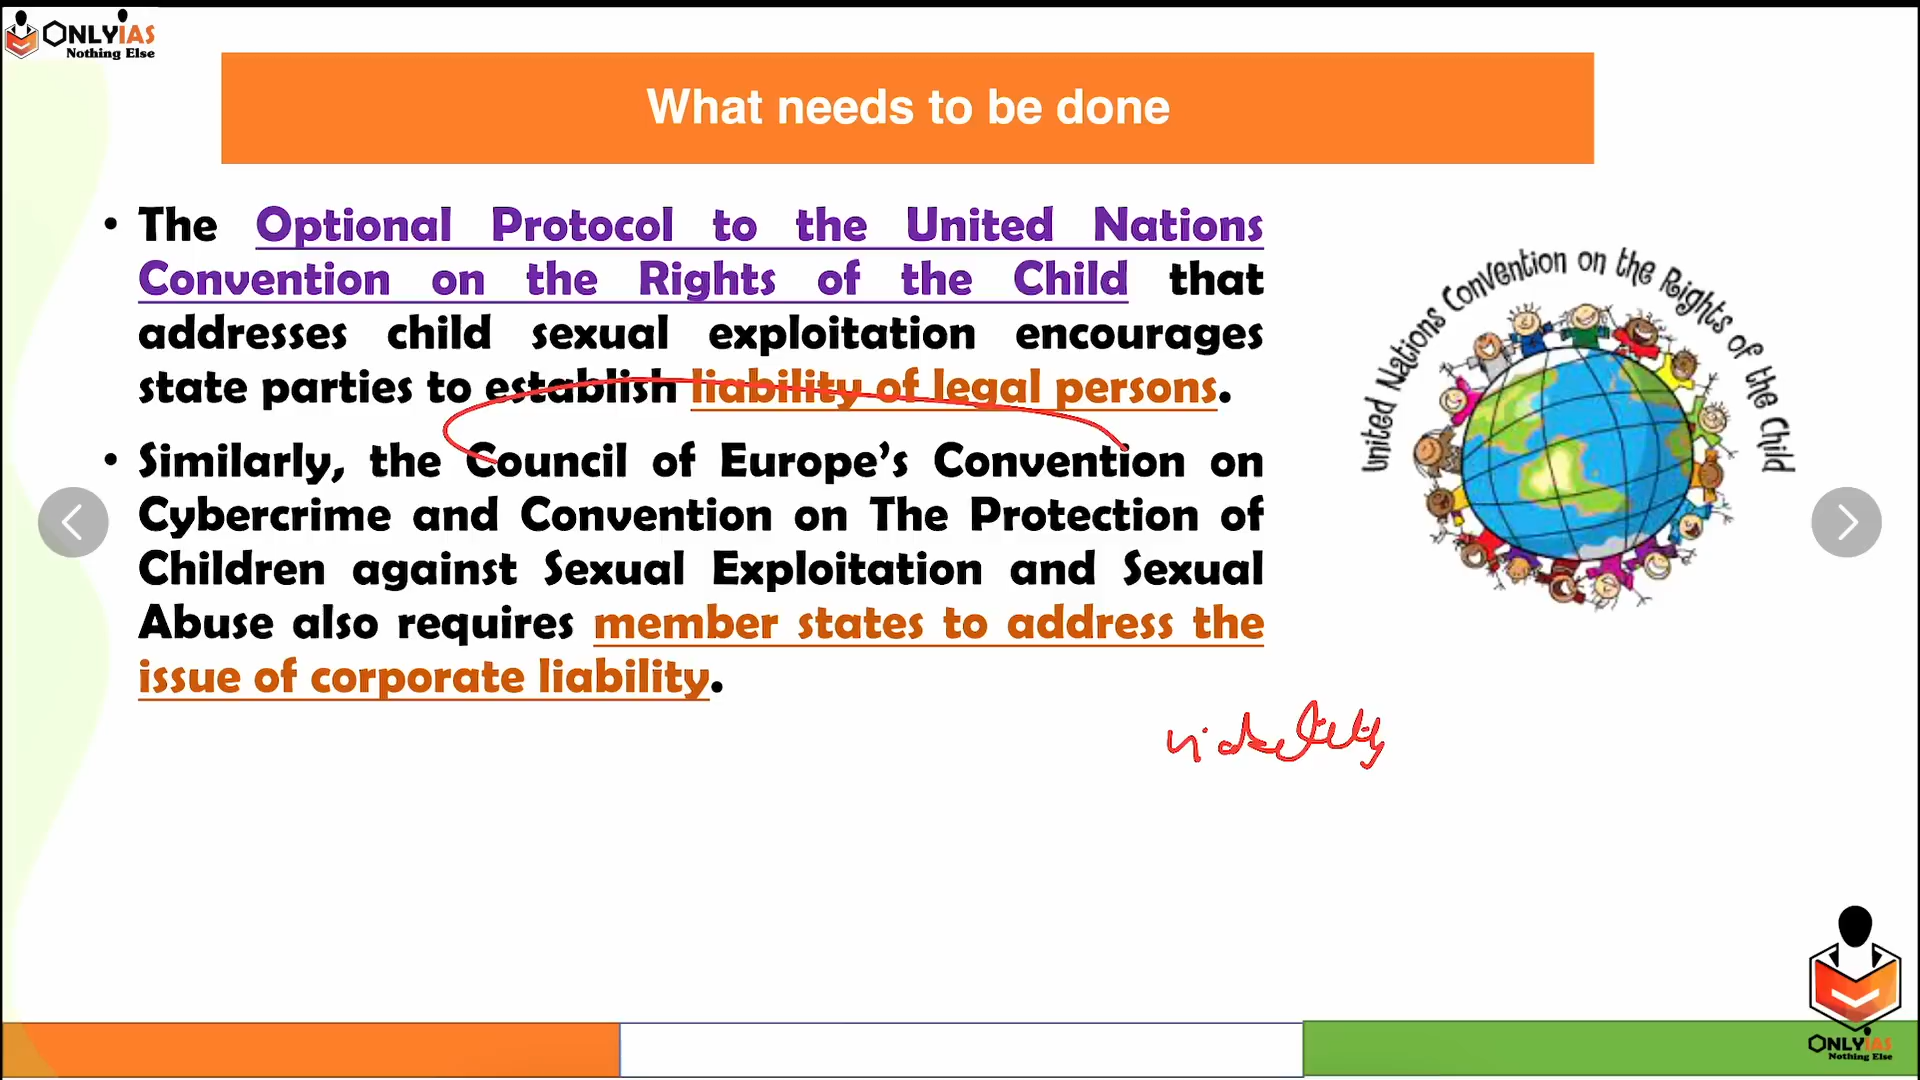 ONLYIAS
Nothing Else
What needs to be done
• The Optional Protocol to the United Nations
Convention on the Rights of the Child that
addresses child sexual exploitation encourages
state parties to establish liability of legal persons.
• Similarly, the Council of Europe’s Convention on
Cybercrime and Convention on The Protection of
Children against Sexual Exploitation and Sexual
Abuse also requires member states to address the
issue of corporate liability.
United Nations Convention on the Rights of the Child
ONLYIAS
Nothing Else